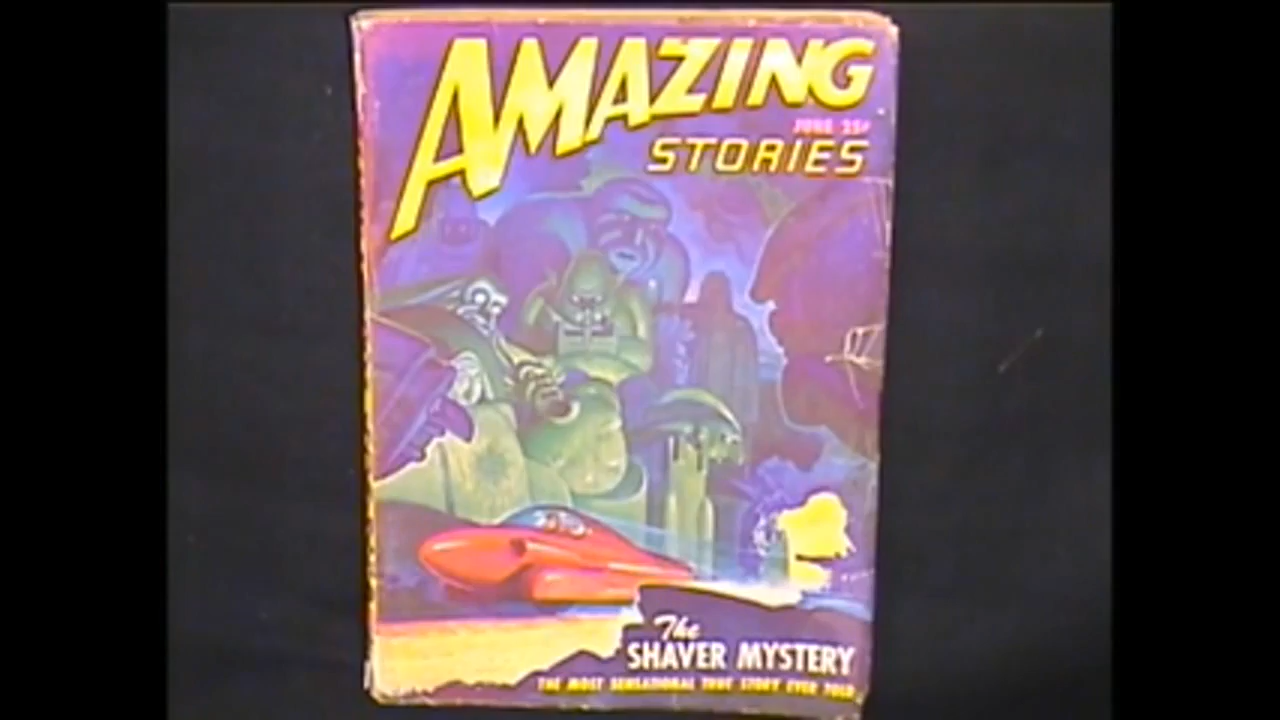 AMAZING
JUNE 25¢
STORIES
The
SHAVER MYSTERY
THE MOST SENSATIONAL TRUE STORY EVER TOLD